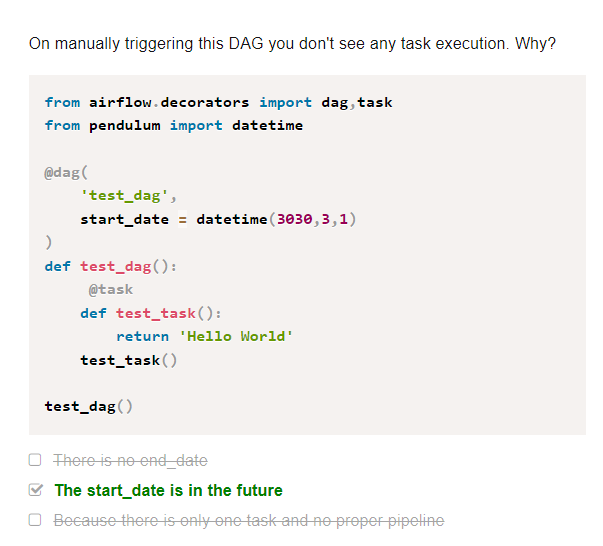 On manually triggering this DAG you don't see any task execution. Why?
from airflow.decorators import dag,task
from pendulum import datetime
@dag(
'test_dag',
start_date = datetime(3030,3,1)
)
def test_dag():
@task
def test_task():
return 'Hello World'
test_task()
test_dag()
There is no end_date
The start_date is in the future
Because there is only one task and no proper pipeline